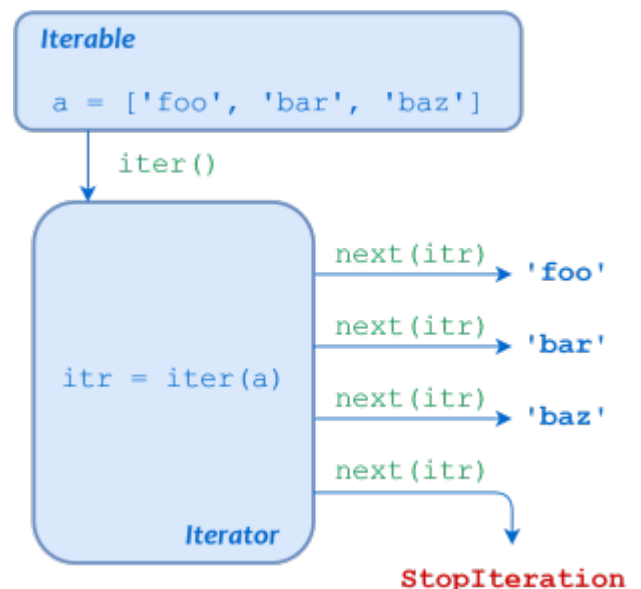 Iterable
a = ['foo', 'bar', 'baz']
iter()
next(itr)
'foo'
next(itr)
'bar'
itr = iter(a)
next(itr)
'baz'
next(itr)
Iterator
StopIteration